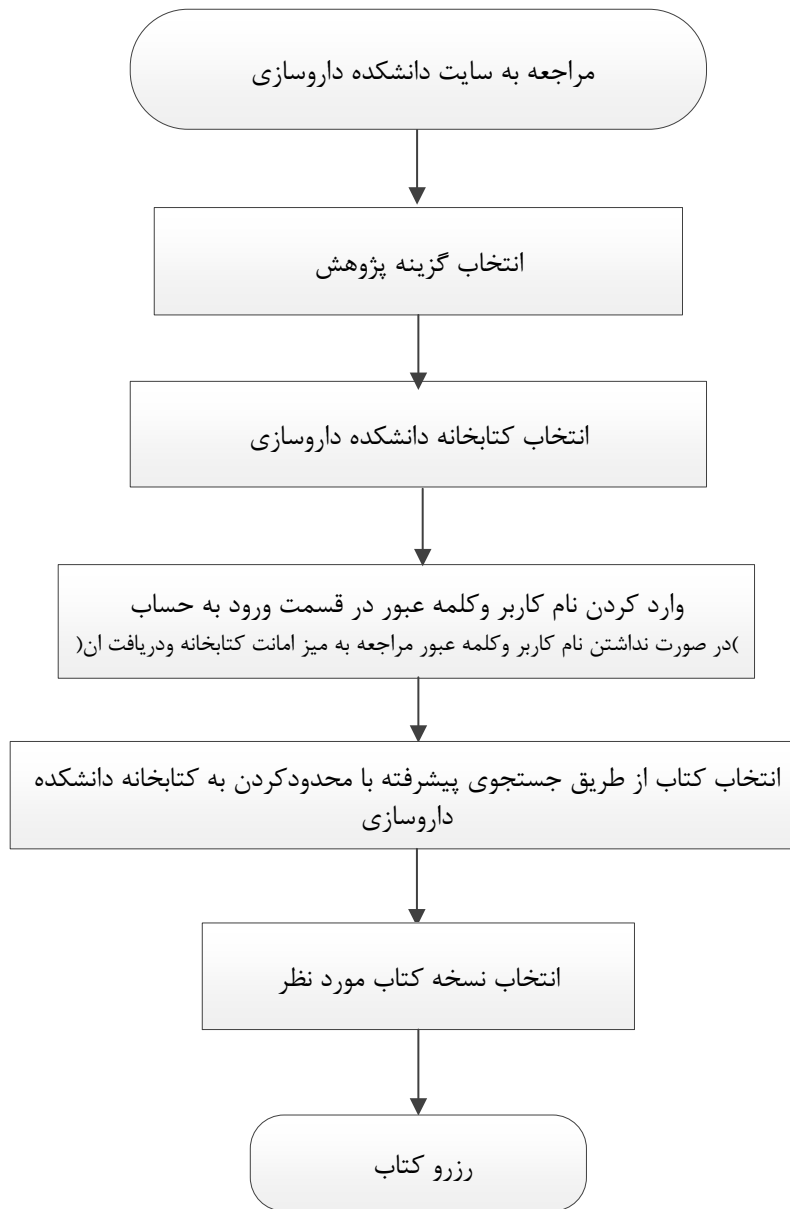 مراجعه به سایت دانشکده داروسازی
انتخاب گزینه پژوهش
انتخاب کتابخانه دانشکده داروسازی
وارد کردن نام کاربر وکلمه عبور در قسمت ورود به حساب
)در صورت نداشتن نام کاربر وکلمه عبور مراجعه به میز امانت کتابخانه ودریافت ان(
انتخاب کتاب از طریق جستجوی پیشرفته با محدودکردن به کتابخانه دانشکده
داروسازی
انتخاب نسخه کتاب مورد نظر
رزرو کتاب